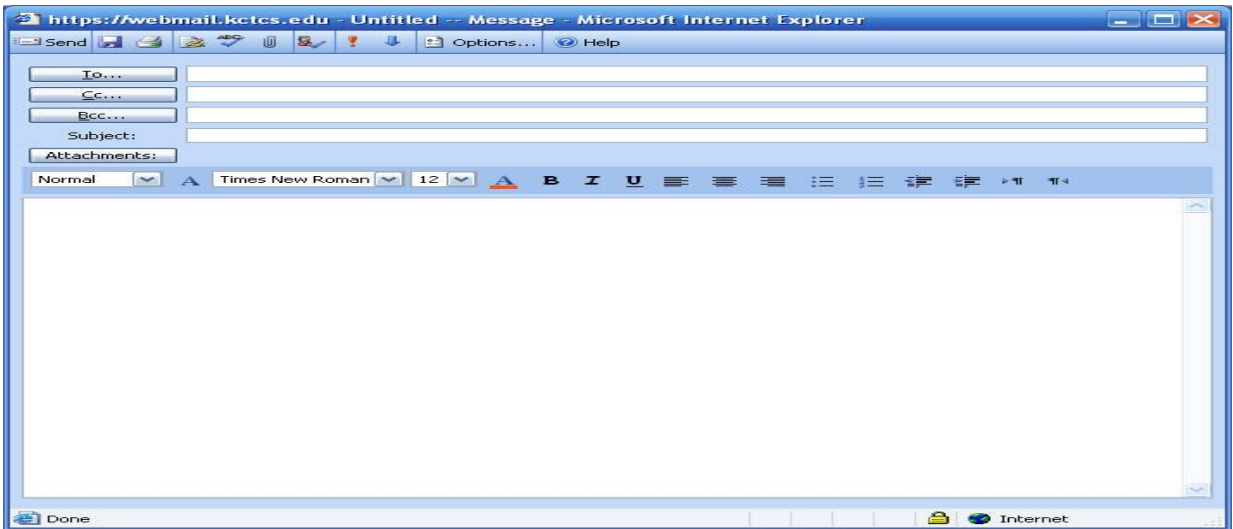 https://webmail.kctcs.edu - Untitled -- Message - Microsoft Internet Explorer
Send ABC Options... Help
To...
Cc...
Bcc...
Subject:
Attachments:
Normal A Times New Roman 12 A B I U
Done Internet